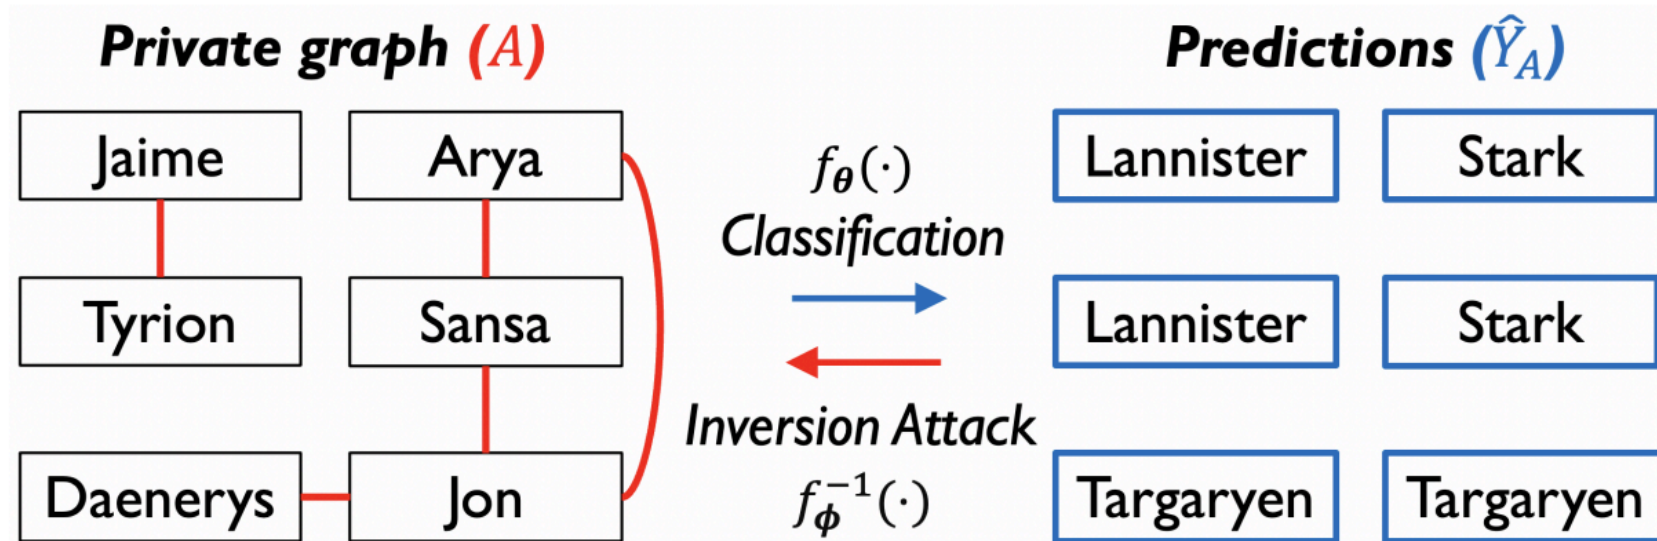 Private graph (A)
Predictions (Ŷ_A)
Jaime
Arya
Tyrion
Sansa
Daenerys
Jon
f_θ(·)
Classification
Inversion Attack
f_ϕ^{-1}(·)
Lannister
Stark
Lannister
Stark
Targaryen
Targaryen